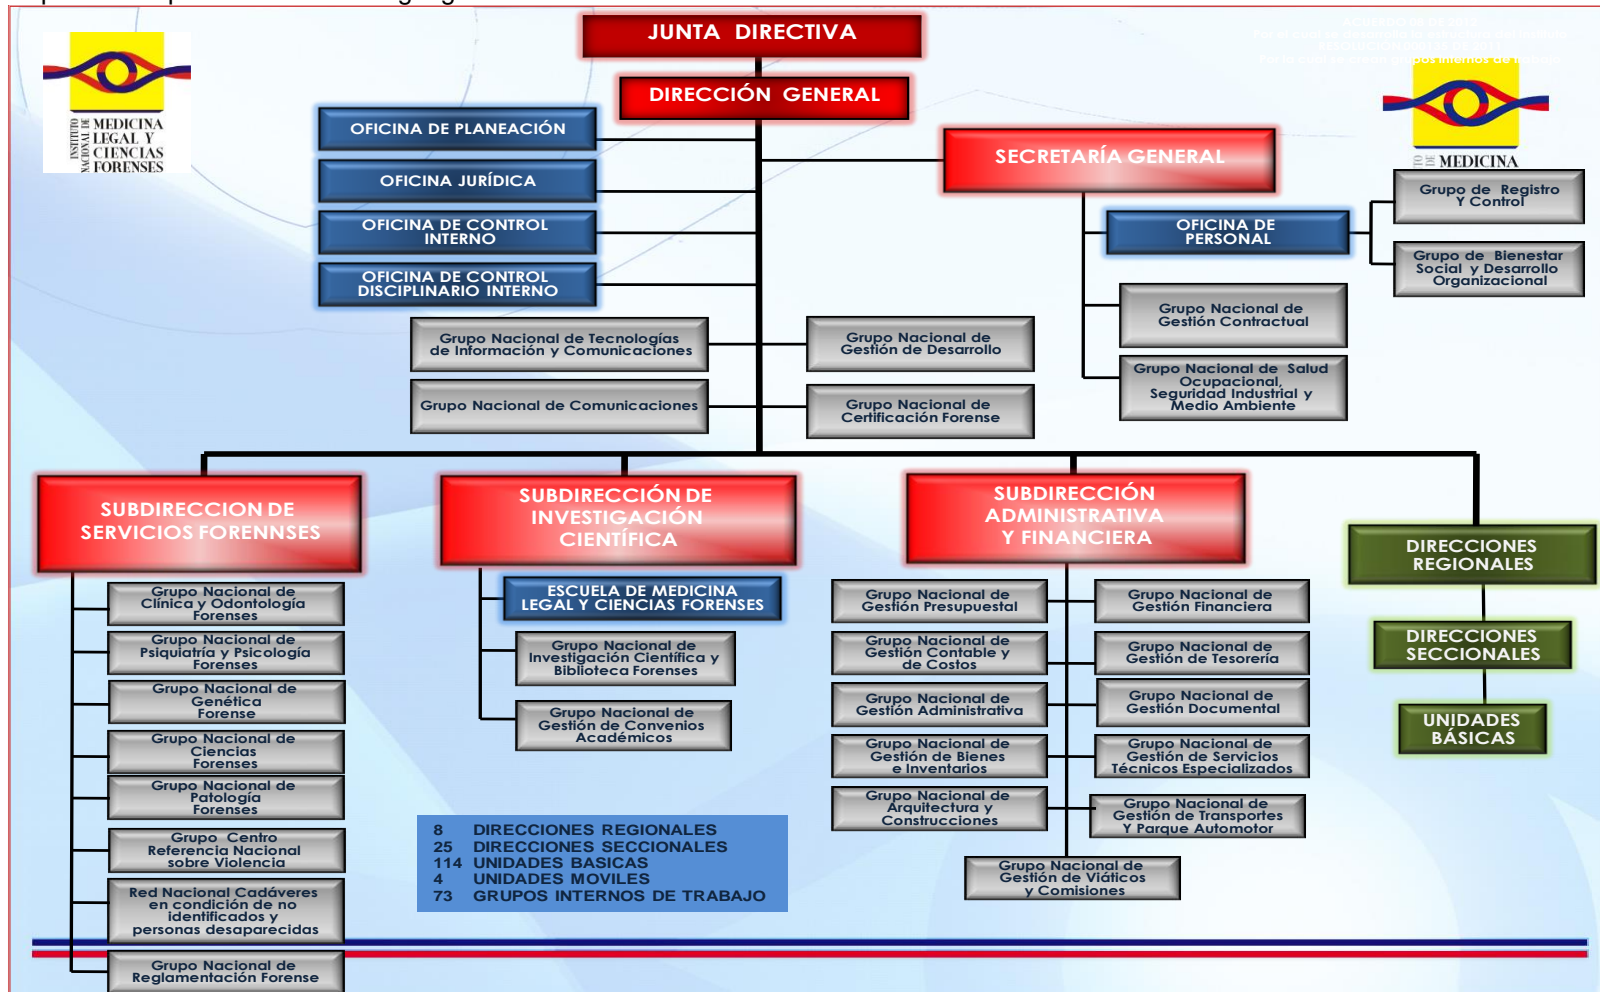 JUNTA DIRECTIVA
DIRECCIÓN GENERAL
INSTITUTO
NACIONAL DE
MEDICINA
LEGAL Y
CIENCIAS
FORENSES
MEDICINA
OFICINA DE PLANEACIÓN
OFICINA JURÍDICA
OFICINA DE CONTROL
INTERNO
OFICINA DE CONTROL
DISCIPLINARIO INTERNO
SECRETARÍA GENERAL
OFICINA DE
PERSONAL
Grupo de Registro
Y Control
Grupo de Bienestar
Social y Desarrollo
Organizacional
Grupo Nacional de
Gestión Contractual
Grupo Nacional de Salud
Ocupacional,
Seguridad Industrial y
Medio Ambiente
Grupo Nacional de Tecnologías
de Información y Comunicaciones
Grupo Nacional de
Gestión de Desarrollo
Grupo Nacional de Comunicaciones
Grupo Nacional de
Certificación Forense
SUBDIRECCION DE
SERVICIOS FORENNSES
Grupo Nacional de
Clínica y Odontología
Forenses
Grupo Nacional de
Psiquiatría y Psicología
Forenses
Grupo Nacional de
Genética
Forense
Grupo Nacional de
Ciencias
Forenses
Grupo Nacional de
Patología
Forenses
Grupo Centro
Referencia Nacional
sobre Violencia
Red Nacional Cadáveres
en condición de no
identificados y
personas desaparecidas
Grupo Nacional de
Reglamentación Forense
SUBDIRECCIÓN DE
INVESTIGACIÓN
CIENTÍFICA
ESCUELA DE MEDICINA
LEGAL Y CIENCIAS FORENSES
Grupo Nacional de
Investigación Científica y
Biblioteca Forenses
Grupo Nacional de
Gestión de Convenios
Académicos
8 DIRECCIONES REGIONALES
25 DIRECCIONES SECCIONALES
114 UNIDADES BASICAS
4 UNIDADES MOVILES
73 GRUPOS INTERNOS DE TRABAJO
SUBDIRECCIÓN
ADMINISTRATIVA
Y FINANCIERA
Grupo Nacional de
Gestión Presupuestal
Grupo Nacional de
Gestión Financiera
Grupo Nacional de
Gestión Contable y
de Costos
Grupo Nacional de
Gestión de Tesorería
Grupo Nacional de
Gestión Administrativa
Grupo Nacional de
Gestión Documental
Grupo Nacional de
Gestión de Bienes
e Inventarios
Grupo Nacional de
Gestión de Servicios
Técnicos Especializados
Grupo Nacional de
Arquitectura y
Construcciones
Grupo Nacional de
Gestión de Transportes
Y Parque Automotor
Grupo Nacional de
Gestión de Viáticos
y Comisiones
DIRECCIONES
REGIONALES
DIRECCIONES
SECCIONALES
UNIDADES
BÁSICAS